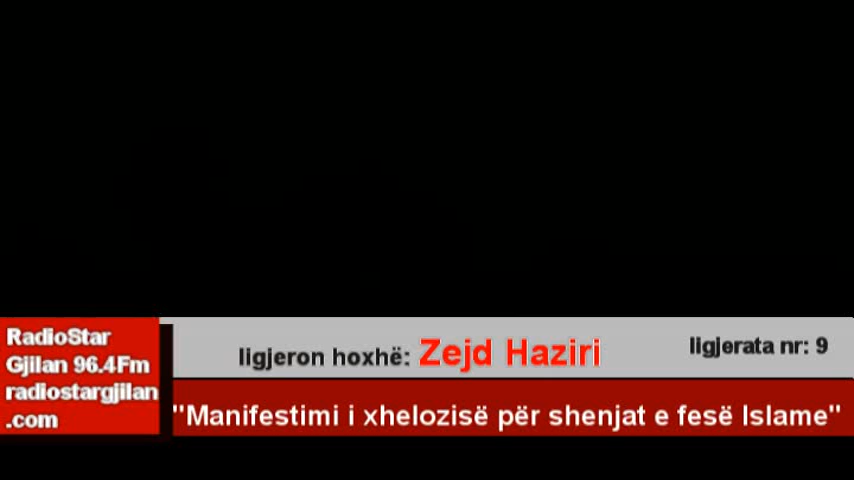 RadioStar
Gjilan 96.4Fm
radiostargjilan
.com
ligjeron hoxhë: Zejd Haziri
ligjerata nr: 9
"Manifestimi i xhelozisë për shenjat e fesë Islame"